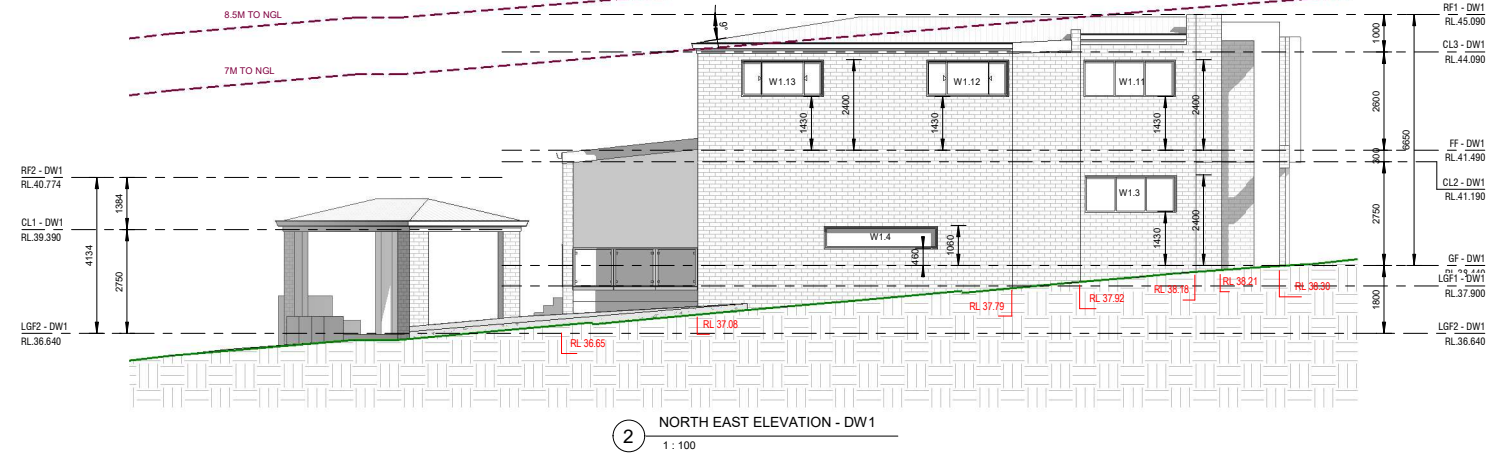 8.5M TO NGL
7M TO NGL
RF2 - DW1
RL.40.774
CL1 - DW1
RL.39.390
LGF2 - DW1
RL.36.640
4134
1384
2750
W1.13
W1.12
W1.11
1430
2400
1430
1430
2400
W1.3
W1.4
460
1060
1430
2400
RL 36.65
RL 37.08
RL 37.79
RL 37.92
RL 38.18
RL 38.21
RL 38.30
1000
2600
300
2750
1800
6650
RF1 - DW1
RL.45.090
CL3 - DW1
RL.44.090
FF - DW1
RL.41.490
CL2 - DW1
RL.41.190
GF - DW1
LGF1 - DW1
RL.37.900
LGF2 - DW1
RL.36.640
2
NORTH EAST ELEVATION - DW1
1 : 100